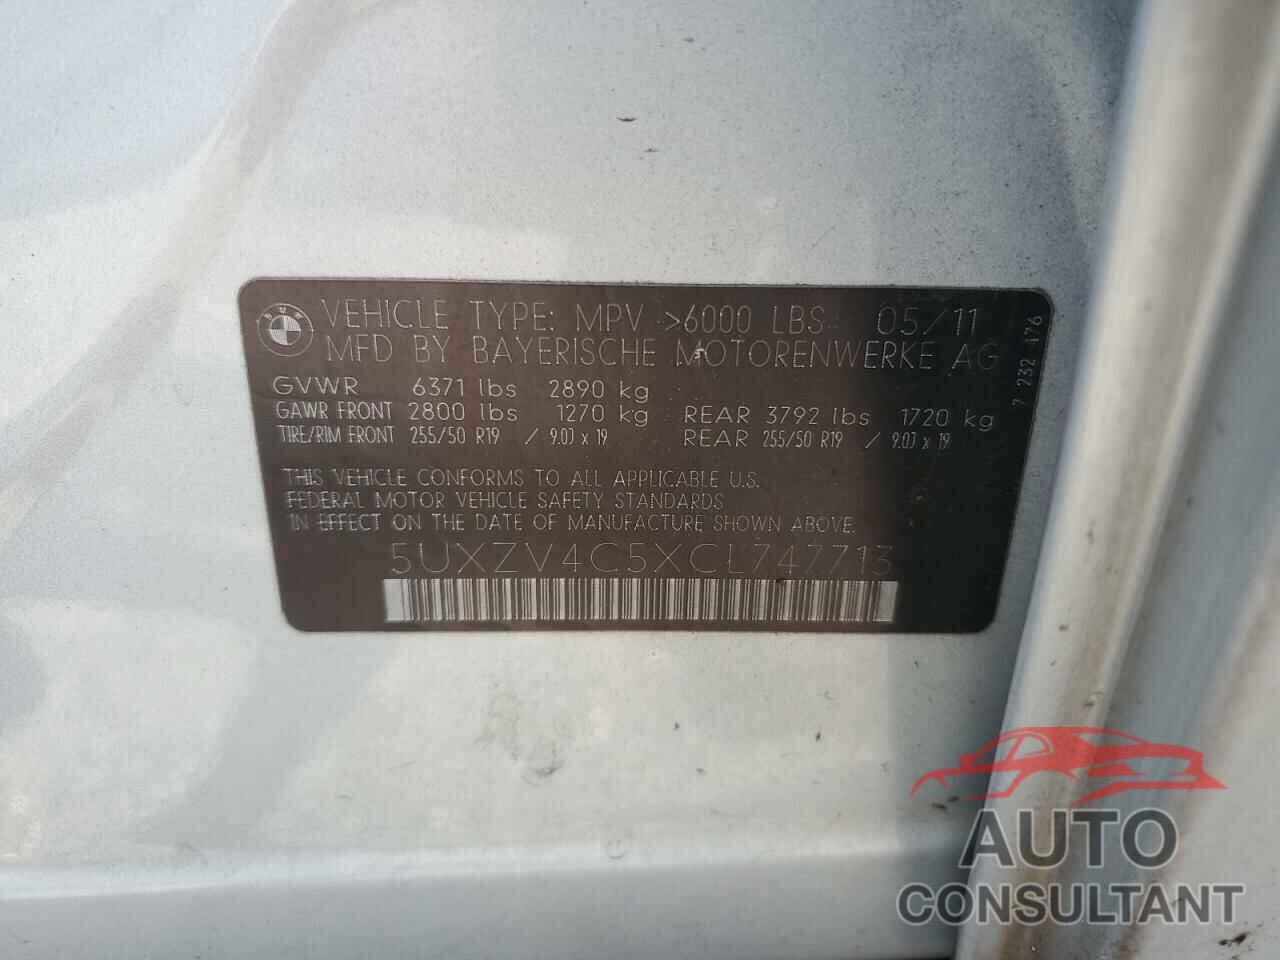 VEHICLE TYPE: MPV >6000 LBS 05/11
MFD BY BAYERISCHE MOTORENWERKE AG
GVWR 6371 lbs 2890 kg
GAWR FRONT 2800 lbs 1270 kg REAR 3792 lbs 1720 kg
TIRE/RIM FRONT 255/50 R19 / 9.0J x 19 REAR 255/50 R19 / 9.0J x 19
THIS VEHICLE CONFORMS TO ALL APPLICABLE U.S.
FEDERAL MOTOR VEHICLE SAFETY STANDARDS
IN EFFECT ON THE DATE OF MANUFACTURE SHOWN ABOVE.
5UXZV4C5XCL747713
7 232 176
AUTO
CONSULTANT